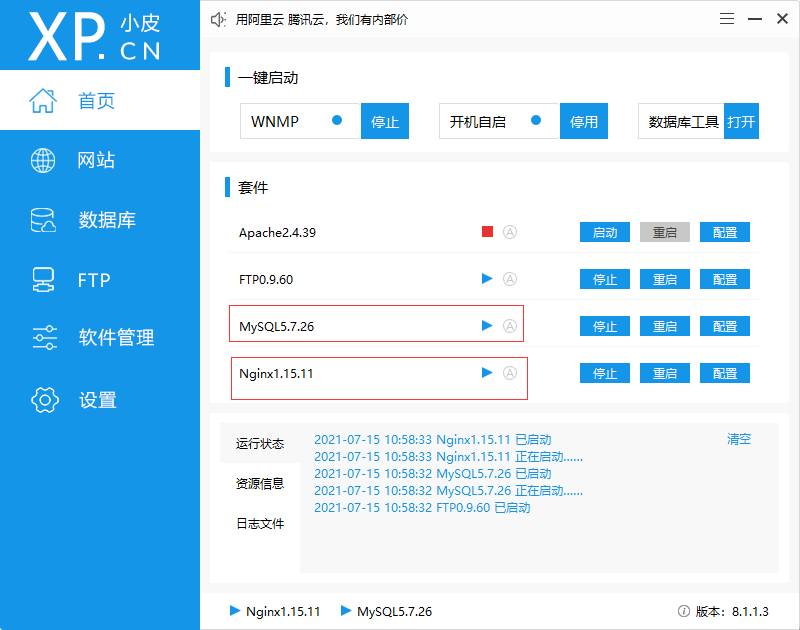 XP.CN 小皮
用阿里云 腾讯云，我们有内部价
首页
网站
数据库
FTP
软件管理
设置
一键启动
WNMP 停止 开机自启 停用 数据库工具 打开
套件
Apache2.4.39 Ⓐ 启动 重启 配置
FTP0.9.60 Ⓐ 停止 重启 配置
MySQL5.7.26 Ⓐ 停止 重启 配置
Nginx1.15.11 Ⓐ 停止 重启 配置
运行状态
资源信息
日志文件
2021-07-15 10:58:33 Nginx1.15.11 已启动 清空
2021-07-15 10:58:33 Nginx1.15.11 正在启动......
2021-07-15 10:58:32 MySQL5.7.26 已启动
2021-07-15 10:58:32 MySQL5.7.26 正在启动......
2021-07-15 10:58:32 FTP0.9.60 已启动
Nginx1.15.11 MySQL5.7.26 版本：8.1.1.3